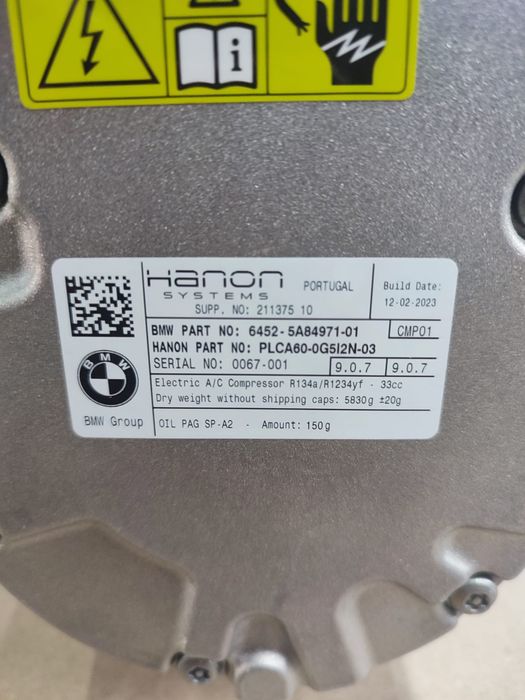 i
Hanon
SYSTEMS
PORTUGAL
Build Date:
12-02-2023
SUPP. NO: 211375 10
BMW PART NO: 6452-5A84971-01
CMP01
HANON PART NO: PLCA60-0G5I2N-03
SERIAL NO: 0067-001
9.0.7
9.0.7
Electric A/C Compressor R134a/R1234yf - 33cc
Dry weight without shipping caps: 5830g ±20g
OIL PAG SP-A2 - Amount: 150g
BMW
BMW Group